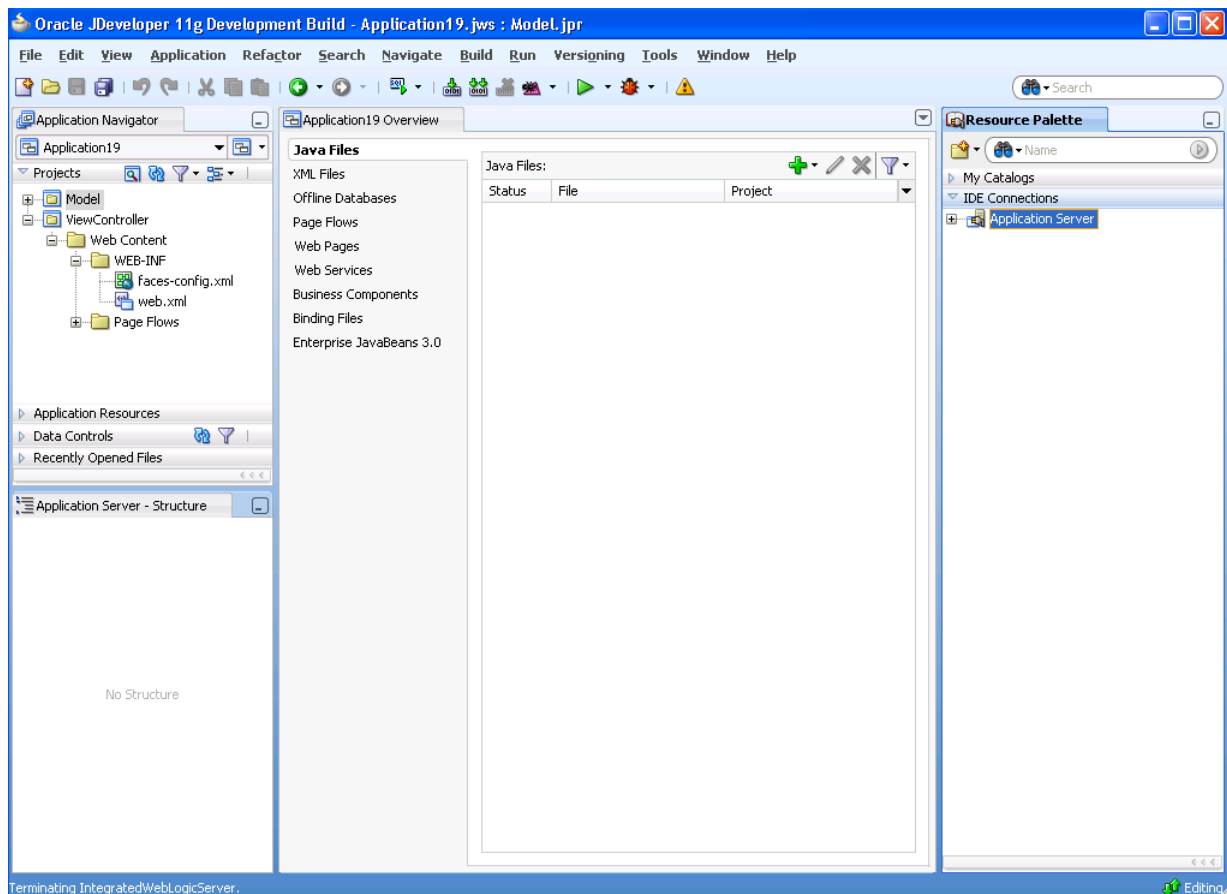 Oracle JDeveloper 11g Development Build - Application19.jws : Model.jpr
File Edit View Application Refactor Search Navigate Build Run Versioning Tools Window Help
Search
Application Navigator
Application19
Projects
Model
ViewController
Web Content
WEB-INF
faces-config.xml
web.xml
Page Flows
Application Resources
Data Controls
Recently Opened Files
Application Server - Structure
No Structure
Application19 Overview
Java Files
XML Files
Offline Databases
Page Flows
Web Pages
Web Services
Business Components
Binding Files
Enterprise JavaBeans 3.0
Java Files:
Status File Project
Resource Palette
Name
My Catalogs
IDE Connections
Application Server
Terminating IntegratedWebLogicServer.
Editing